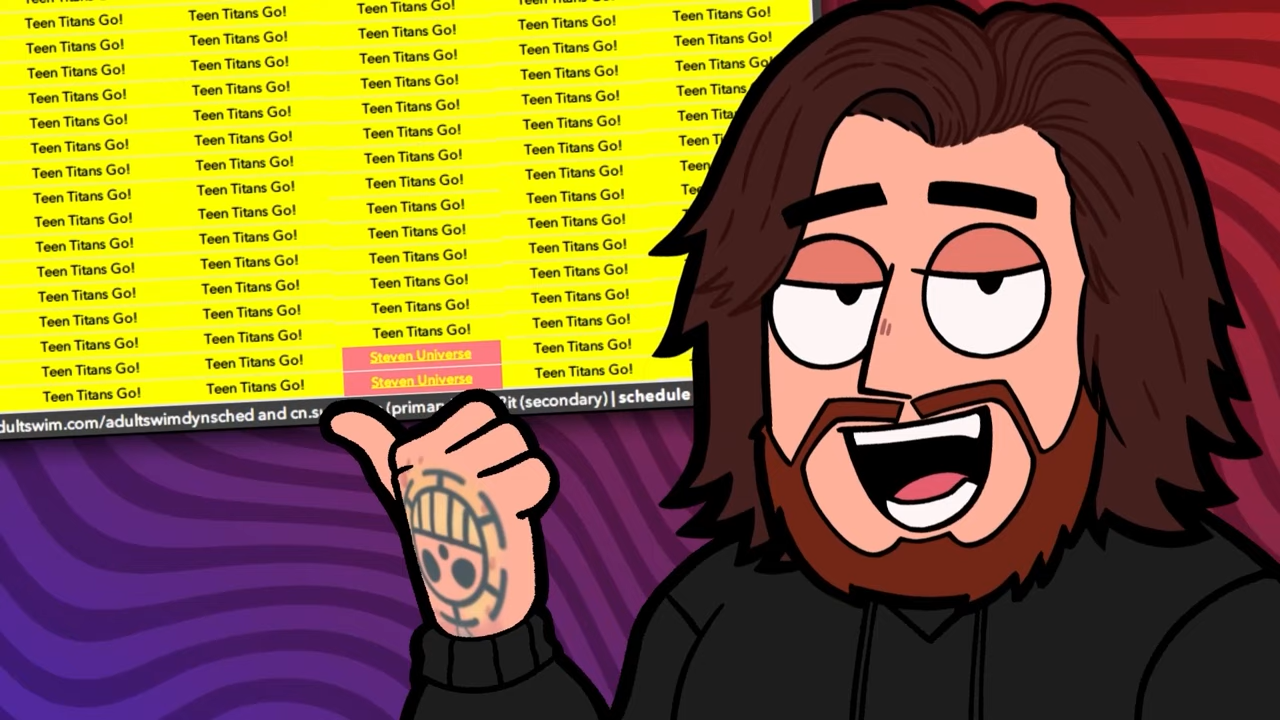 Teen Titans Go! Teen Titans Go! Teen Titans Go!
Teen Titans Go! Teen Titans Go! Teen Titans Go! Teen Titans Go! Teen Titans Go!
Teen Titans Go! Teen Titans Go! Teen Titans Go! Teen Titans Go! Teen Titans Go!
Teen Titans Go! Teen Titans Go! Teen Titans Go! Teen Titans Go! Teen Titans Go!
Teen Titans Go! Teen Titans Go! Teen Titans Go! Teen Titans Go! Teen Titans
Teen Titans Go! Teen Titans Go! Teen Titans Go! Teen Titans Go! Teen
Teen Titans Go! Teen Titans Go! Teen Titans Go! Teen Titans Go!
Teen Titans Go! Teen Titans Go! Teen Titans Go! Teen Titans Go!
Teen Titans Go! Teen Titans Go! Teen Titans Go! Teen Titans Go!
Teen Titans Go! Teen Titans Go! Teen Titans Go! Teen Titans Go!
Teen Titans Go! Teen Titans Go! Teen Titans Go! Teen Titans Go!
Teen Titans Go! Teen Titans Go! Teen Titans Go! Teen Titans Go!
Teen Titans Go! Teen Titans Go! Teen Titans Go! Teen Titans Go!
Teen Titans Go! Teen Titans Go! Teen Titans Go! Teen Titans Go!
Teen Titans Go! Teen Titans Go! Steven Universe Teen Titans Go!
Teen Titans Go! Teen Titans Go! Steven Universe Teen Titans Go!
dultswim.com/adultswimdynsched and (secondary) | schedule